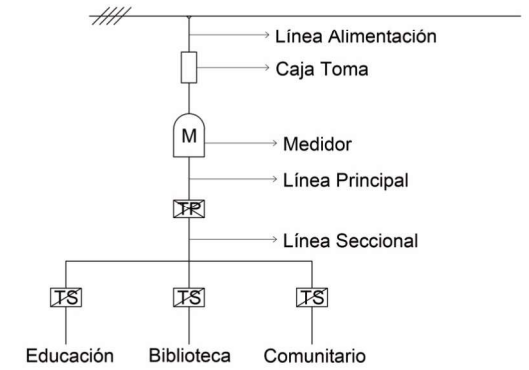 Línea Alimentación
Caja Toma
M
Medidor
Línea Principal
TP
Línea Seccional
TS TS TS
Educación Biblioteca Comunitario